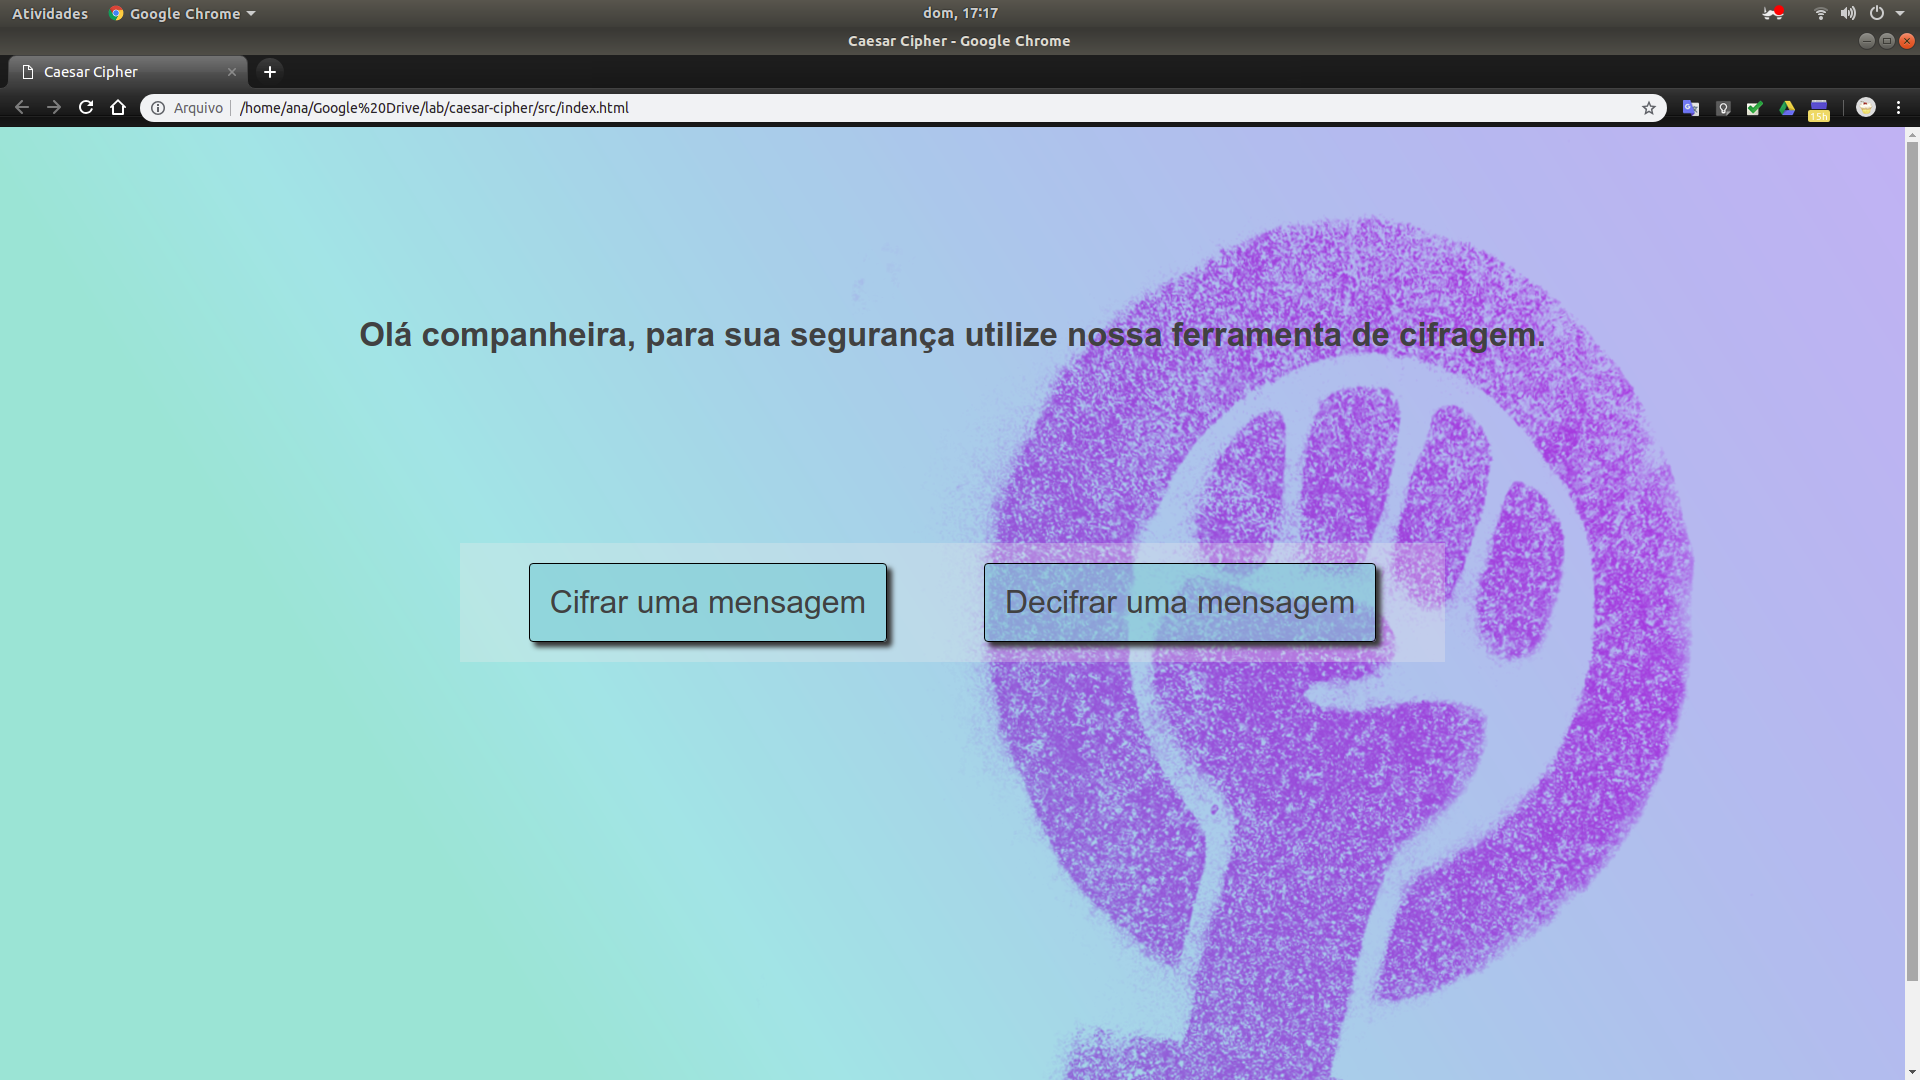 Atividades Google Chrome dom, 17:17
Caesar Cipher - Google Chrome
Caesar Cipher
Arquivo /home/ana/Google%20Drive/lab/caesar-cipher/src/index.html
15h
Olá companheira, para sua segurança utilize nossa ferramenta de cifragem.
Cifrar uma mensagem Decifrar uma mensagem